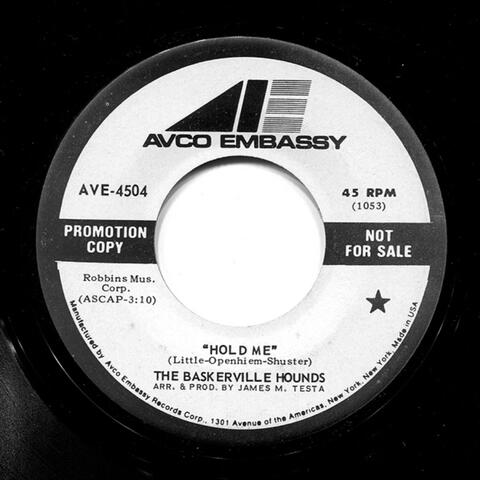 AVCO EMBASSY
AVE-4504
45 RPM
(1053)
PROMOTION
COPY
NOT
FOR SALE
Robbins Mus.
Corp.
(ASCAP-3:10)
"HOLD ME"
(Little-Openhiem-Shuster)
THE BASKERVILLE HOUNDS
ARR. & PROD. BY JAMES M. TESTA
Manufactured by Avco Embassy Records Corp., 1301 Avenue of the Americas, New York, New York, Made in USA